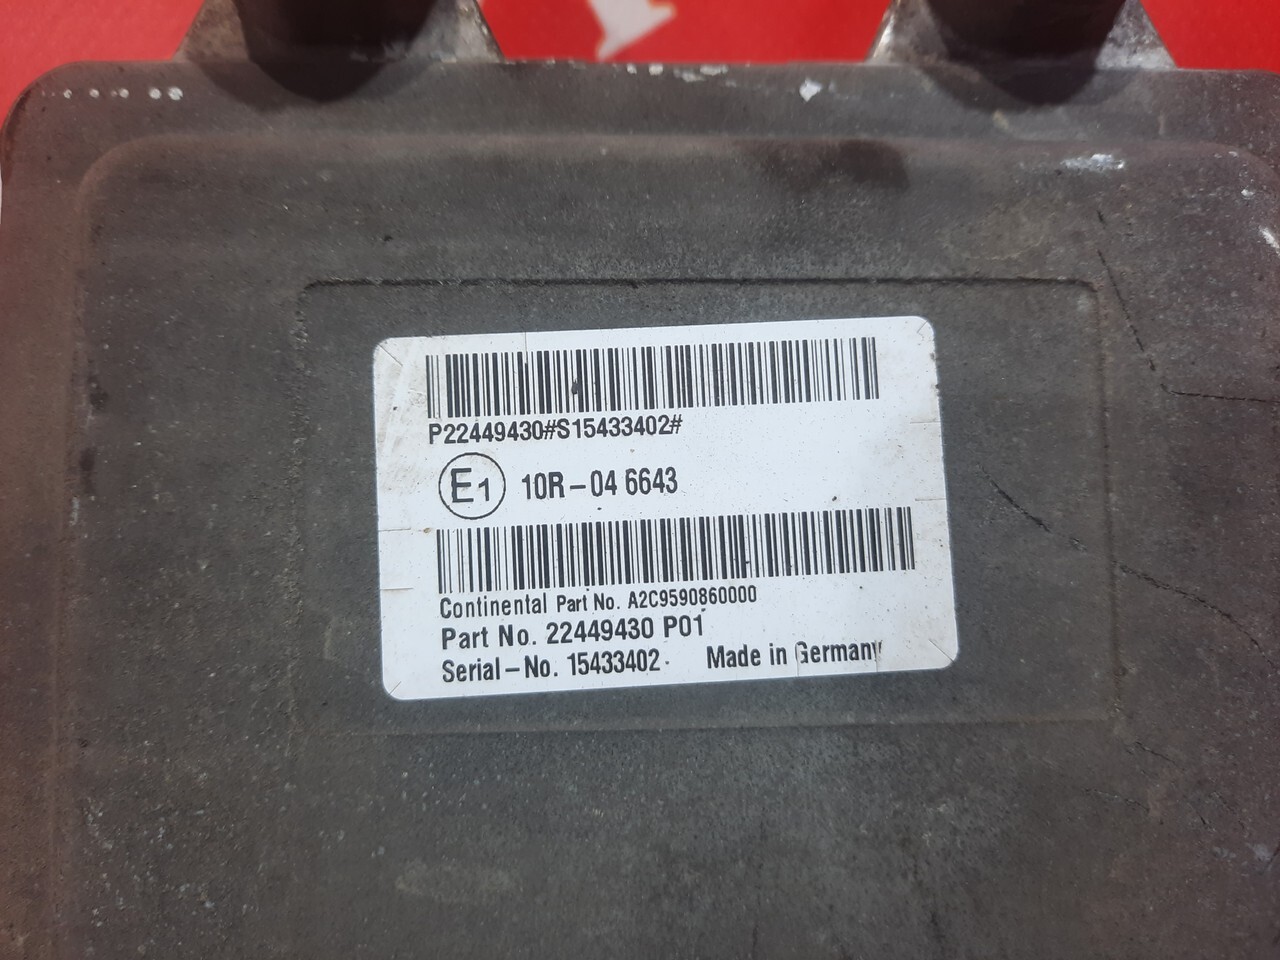 P22449430#S15433402#
E1 10R-04 6643
Continental Part No. A2C9590860000
Part No. 22449430 P01
Serial-No. 15433402 Made in Germany